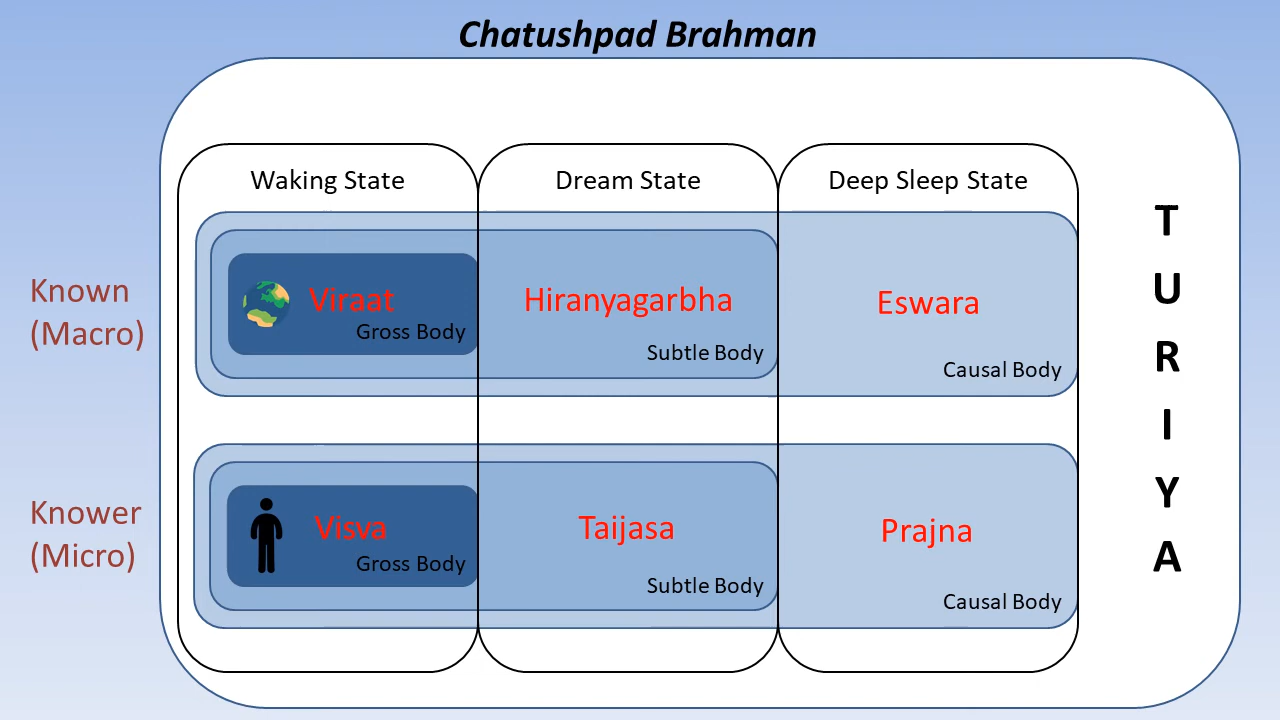 Chatushpad Brahman
Waking State
Dream State
Deep Sleep State
Known
(Macro)
Viraat
Gross Body
Hiranyagarbha
Subtle Body
Eswara
Causal Body
Knower
(Micro)
Visva
Gross Body
Taijasa
Subtle Body
Prajna
Causal Body
T
U
R
I
Y
A